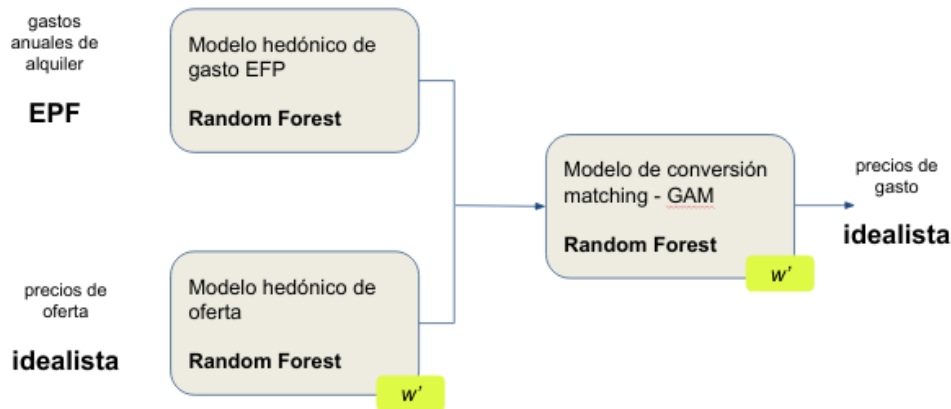 gastos
anuales de
alquiler
EPF
Modelo hedónico de
gasto EFP
Random Forest
Modelo de conversión
matching - GAM
Random Forest
w'
precios de
gasto
idealista
precios de
oferta
idealista
Modelo hedónico de
oferta
Random Forest
w'